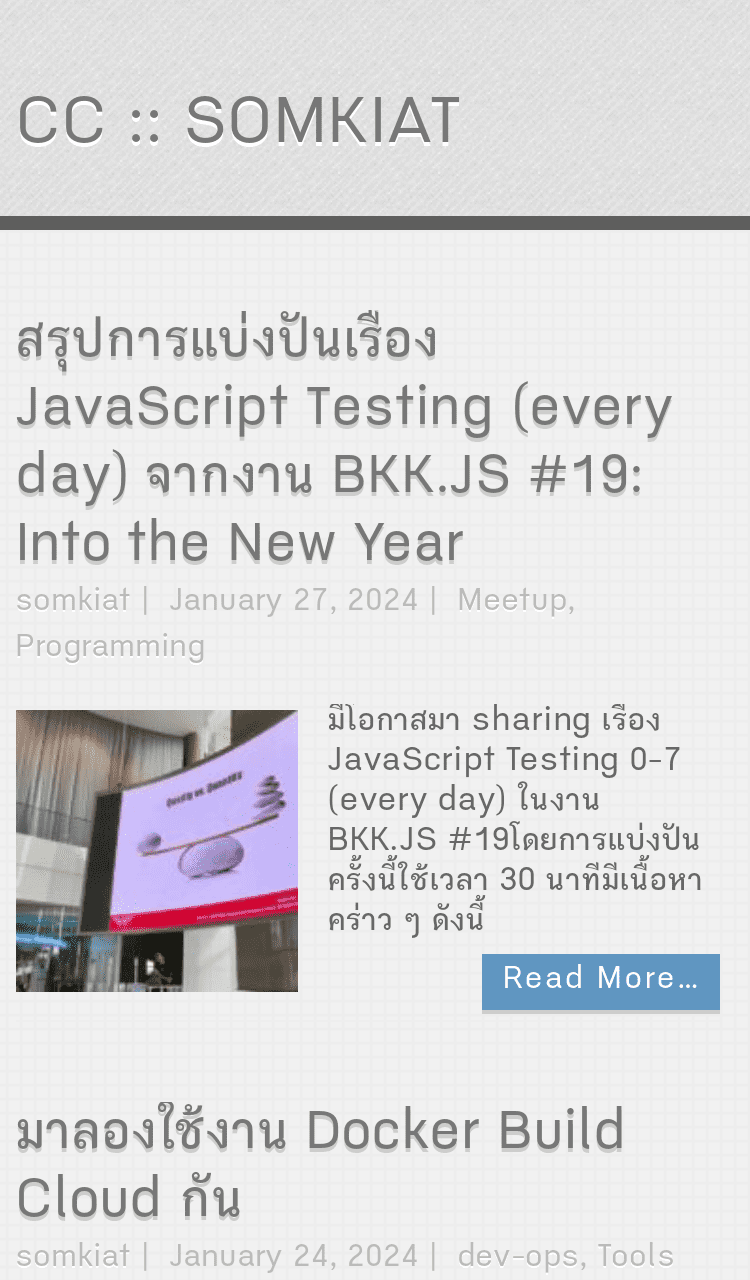 CC :: SOMKIAT
สรุปการแบ่งปันเรื่อง
JavaScript Testing (every
day) จากงาน BKK.JS #19:
Into the New Year
somkiat | January 27, 2024 | Meetup,
Programming
มีโอกาสมา sharing เรื่อง
JavaScript Testing 0-7
(every day) ในงาน
BKK.JS #19โดยการแบ่งปัน
ครั้งนี้ใช้เวลา 30 นาทีมีเนื้อหา
คร่าว ๆ ดังนี้
Quality vs. Quantity
Read More…
มาลองใช้งาน Docker Build
Cloud กัน
somkiat | January 24, 2024 | dev-ops, Tools